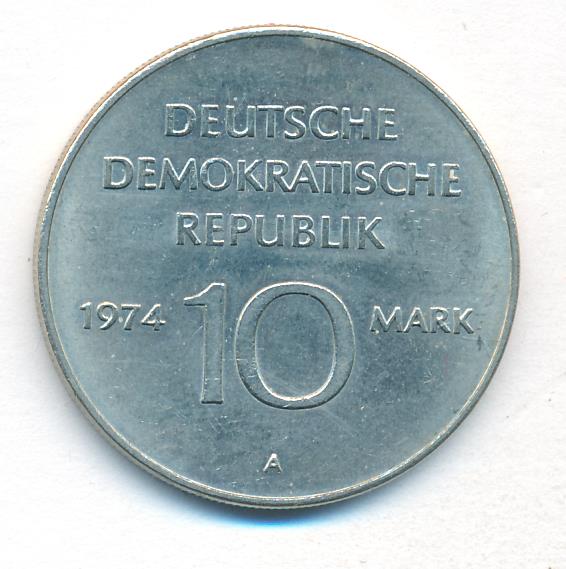 DEUTSCHE
DEMOKRATISCHE
REPUBLIK
1974 10 MARK
A